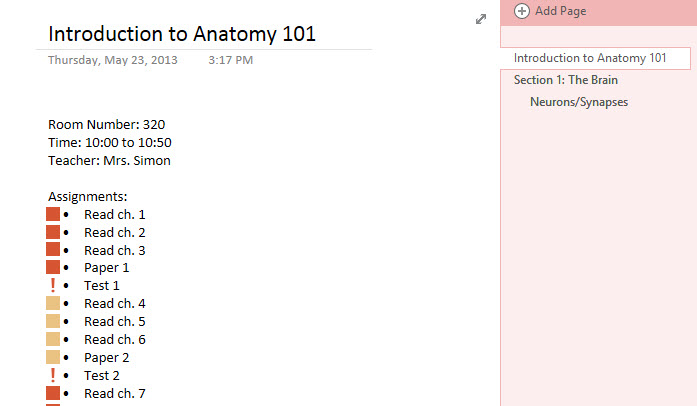 Introduction to Anatomy 101
Thursday, May 23, 2013 3:17 PM
Room Number: 320
Time: 10:00 to 10:50
Teacher: Mrs. Simon
Assignments:
• Read ch. 1
• Read ch. 2
• Read ch. 3
• Paper 1
! • Test 1
• Read ch. 4
• Read ch. 5
• Read ch. 6
• Paper 2
! • Test 2
• Read ch. 7
Add Page
Introduction to Anatomy 101
Section 1: The Brain
Neurons/Synapses